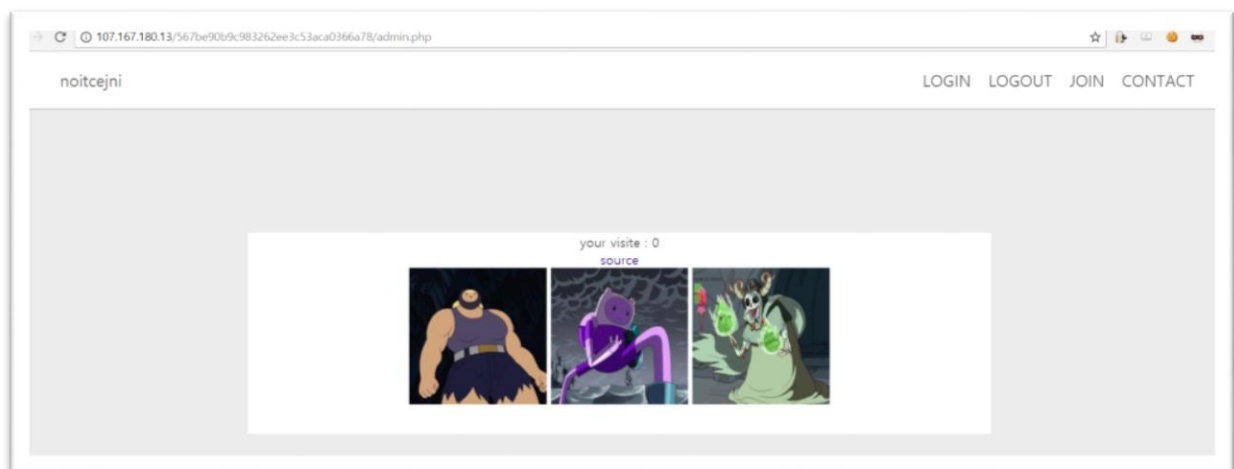 107.167.180.13/567be90b9c983262ee3c53aca0366a78/admin.php
noitcejni LOGIN LOGOUT JOIN CONTACT
your visite : 0
source